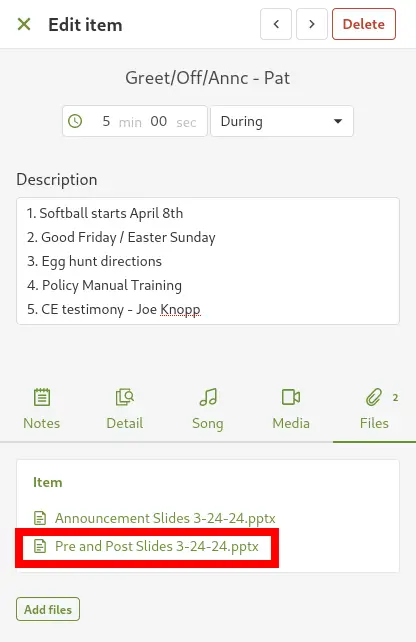 Edit item
Delete
Greet/Off/Annc - Pat
5 min 00 sec During
Description
1. Softball starts April 8th
2. Good Friday / Easter Sunday
3. Egg hunt directions
4. Policy Manual Training
5. CE testimony - Joe Knopp
2
Notes Detail Song Media Files
Item
Announcement Slides 3-24-24.pptx
Pre and Post Slides 3-24-24.pptx
Add files